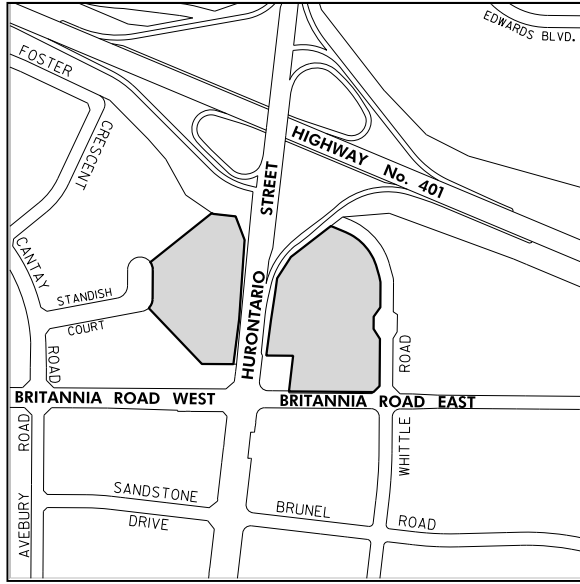 EDWARDS BLVD.
FOSTER
CRESCENT
HIGHWAY No. 401
HURONTARIO STREET
CANTAY
ROAD
STANDISH
COURT
ROAD
BRITANNIA ROAD WEST
BRITANNIA ROAD EAST
WHITTLE
AVEBURY ROAD
SANDSTONE
DRIVE
BRUNEL
ROAD